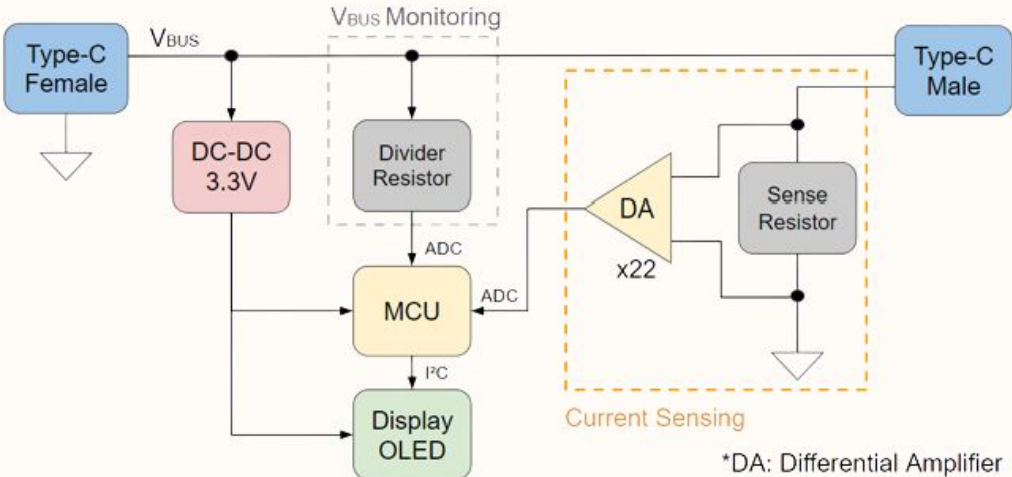 VBUS Monitoring
Type-C
Female
VBUS
Type-C
Male
DC-DC
3.3V
Divider
Resistor
DA
x22
Sense
Resistor
ADC
ADC
MCU
I²C
Display
OLED
Current Sensing
*DA: Differential Amplifier